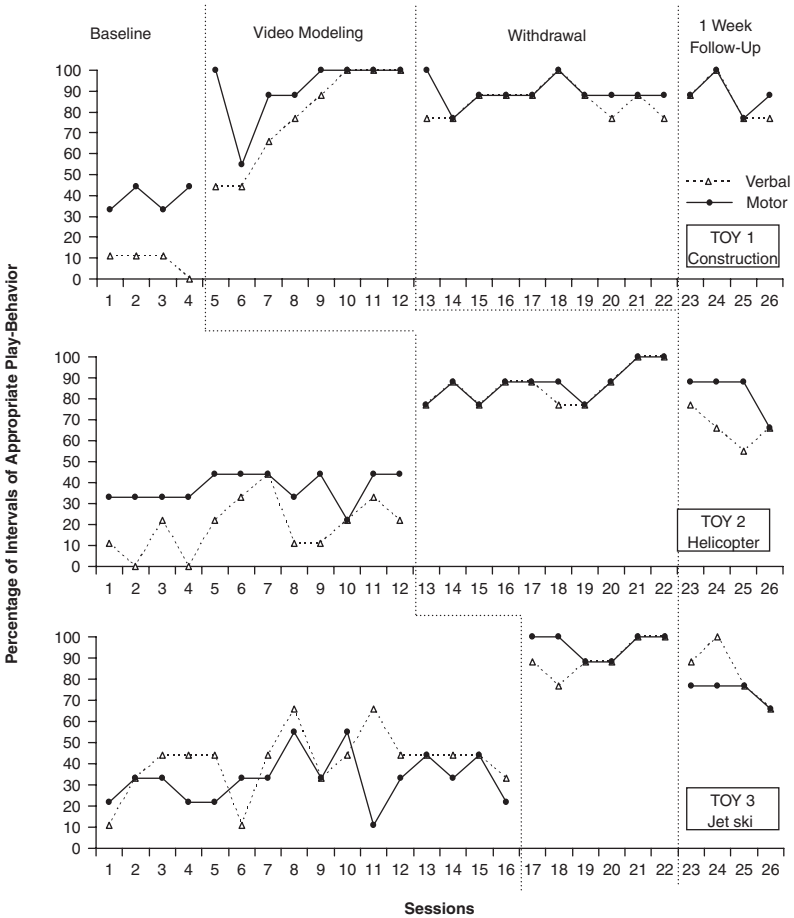 Baseline
Video Modeling
Withdrawal
1 Week
Follow-Up
Percentage of Intervals of Appropriate Play-Behavior
100
90
80
70
60
50
40
30
20
10
0
1 2 3 4 5 6 7 8 9 10 11 12 13 14 15 16 17 18 19 20 21 22 23 24 25 26
Verbal
Motor
TOY 1
Construction
100
90
80
70
60
50
40
30
20
10
0
1 2 3 4 5 6 7 8 9 10 11 12 13 14 15 16 17 18 19 20 21 22 23 24 25 26
TOY 2
Helicopter
100
90
80
70
60
50
40
30
20
10
0
1 2 3 4 5 6 7 8 9 10 11 12 13 14 15 16 17 18 19 20 21 22 23 24 25 26
TOY 3
Jet ski
Sessions